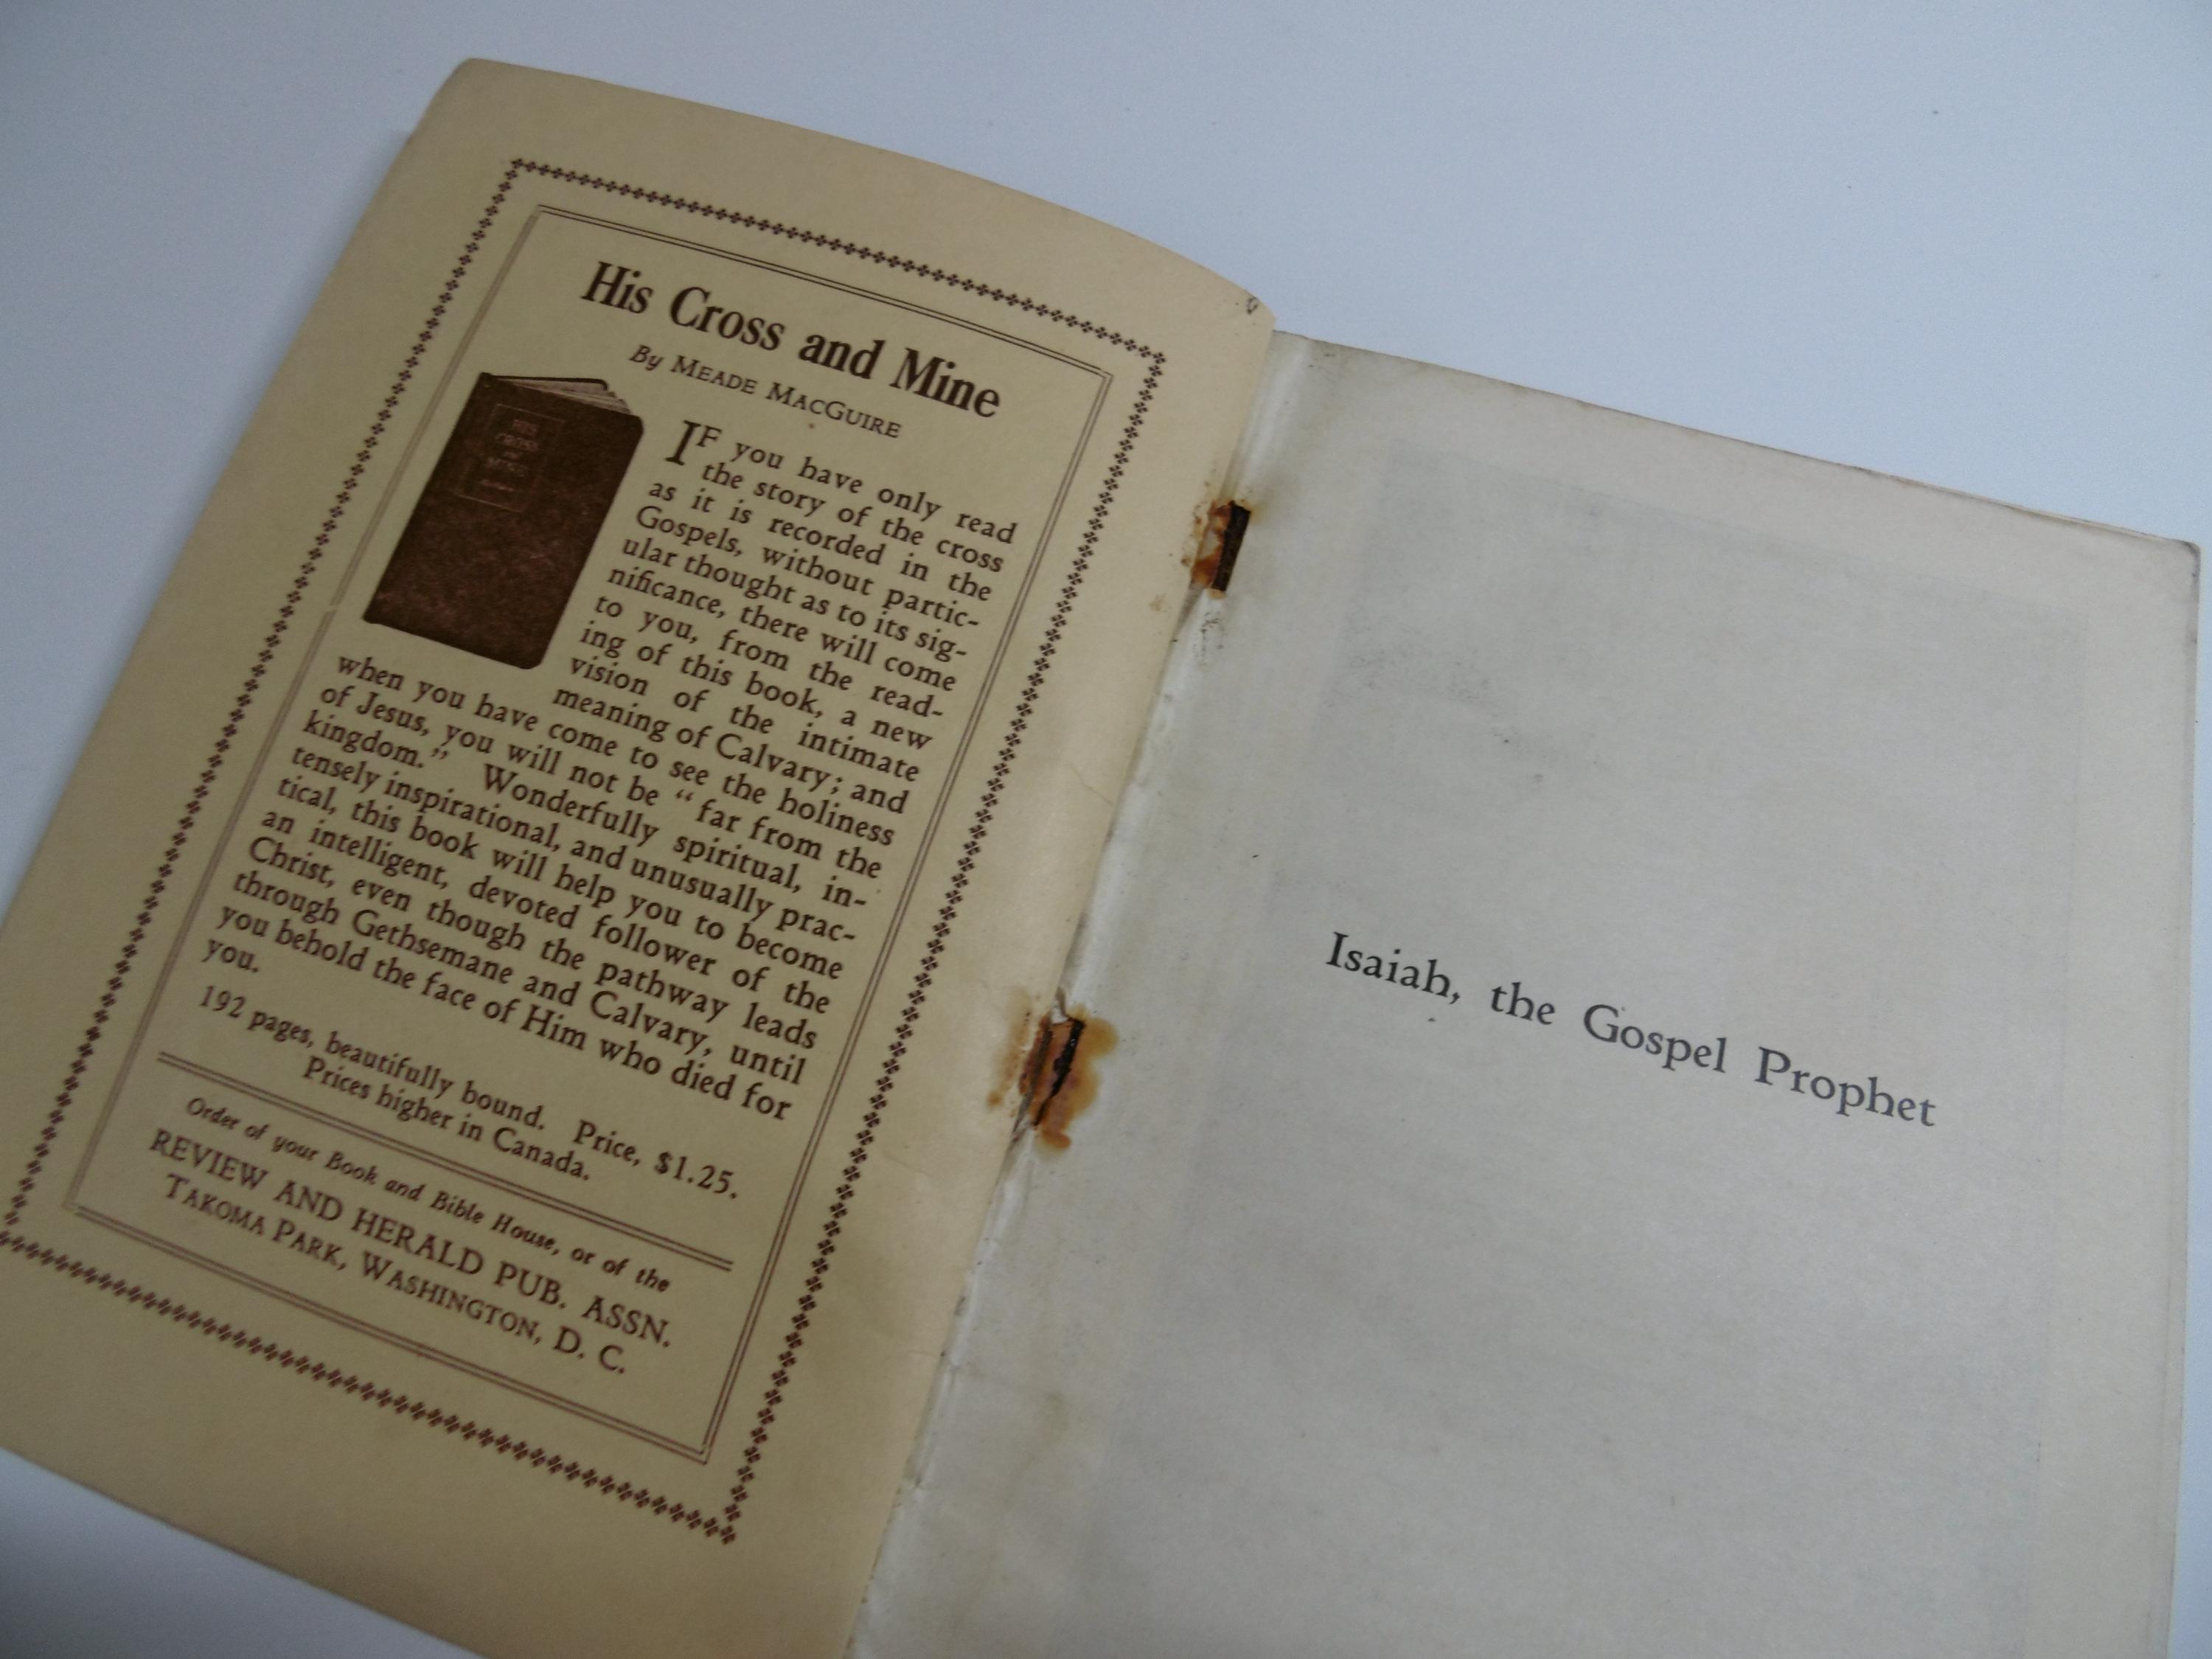 His Cross and Mine
By MEADE MACGUIRE
HIS
CROSS
AND
MINE
IF you have only read
the story of the cross
as it is recorded in the
Gospels, without partic-
ular thought as to its sig-
nificance, there will come
to you, from the read-
ing of this book, a new
vision of the intimate
meaning of Calvary; and
when you have come to see the holiness
of Jesus, you will not be "far from the
kingdom." Wonderfully spiritual, in-
tensely inspirational, and unusually prac-
tical, this book will help you to become
an intelligent, devoted follower of the
Christ, even though the pathway leads
through Gethsemane and Calvary, until
you behold the face of Him who died for
you.
192 pages, beautifully bound. Price, $1.25.
Prices higher in Canada.
Order of your Book and Bible House, or of the
REVIEW AND HERALD PUB. ASSN.
TAKOMA PARK, WASHINGTON, D. C.
Isaiah, the Gospel Prophet